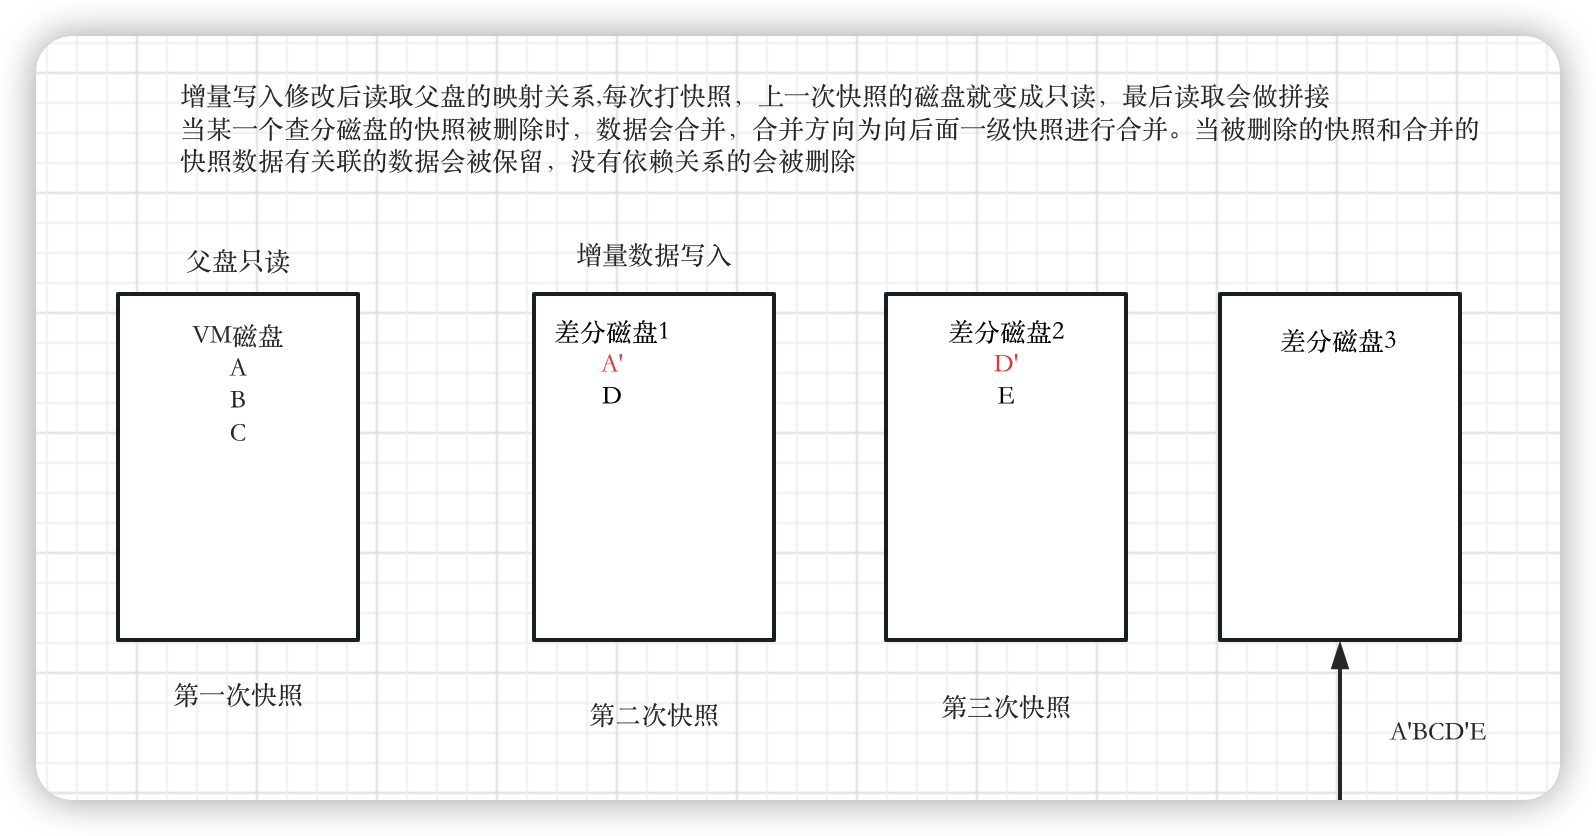 增量写入修改后读取父盘的映射关系,每次打快照，上一次快照的磁盘就变成只读，最后读取会做拼接
当某一个查分磁盘的快照被删除时，数据会合并，合并方向为向后面一级快照进行合并。当被删除的快照和合并的
快照数据有关联的数据会被保留，没有依赖关系的会被删除
父盘只读
增量数据写入
VM磁盘
A
B
C
差分磁盘1
A'
D
差分磁盘2
D'
E
差分磁盘3
第一次快照
第二次快照
第三次快照
A'BCD'E